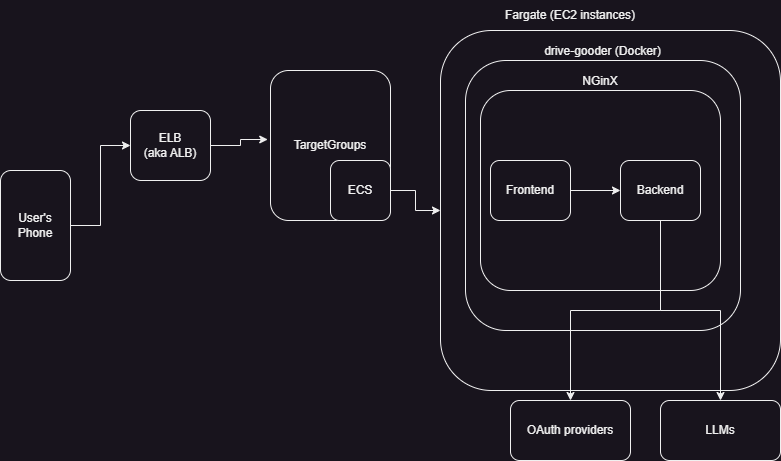 Fargate (EC2 instances)
drive-gooder (Docker)
NGinX
ELB
(aka ALB)
TargetGroups
ECS
Frontend
Backend
User's
Phone
OAuth providers
LLMs